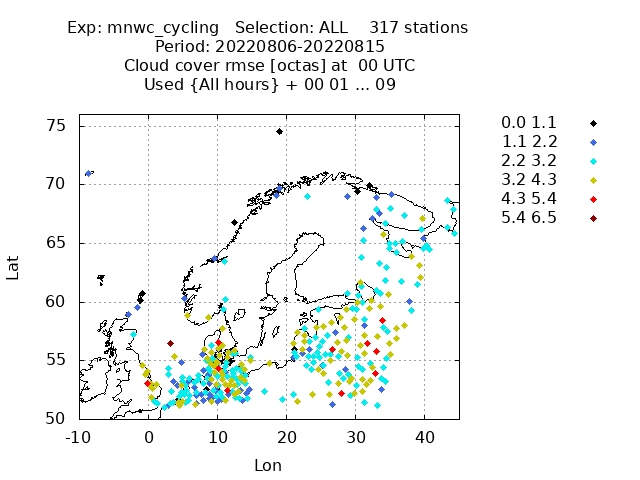 Exp: mnwc_cycling   Selection: ALL    317 stations
Period: 20220806-20220815
Cloud cover rmse [octas] at  00 UTC
Used {All hours} + 00 01 ... 09
0.0 1.1
1.1 2.2
2.2 3.2
3.2 4.3
4.3 5.4
5.4 6.5
75
70
65
60
55
50
Lat
-10 0 10 20 30 40
Lon